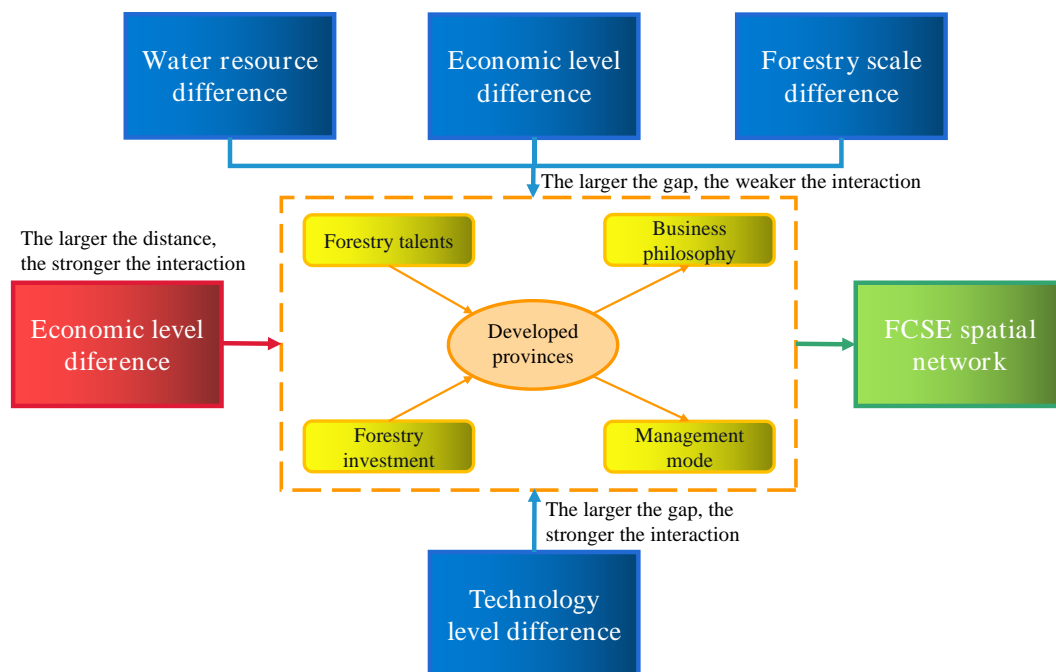 Water resource
difference
Economic level
difference
Forestry scale
difference
The larger the gap, the weaker the interaction
The larger the distance,
the stronger the interaction
Economic level
diference
Forestry talents
Business
philosophy
Developed
provinces
Forestry
investment
Management
mode
FCSE spatial
network
The larger the gap, the
stronger the interaction
Technology
level difference